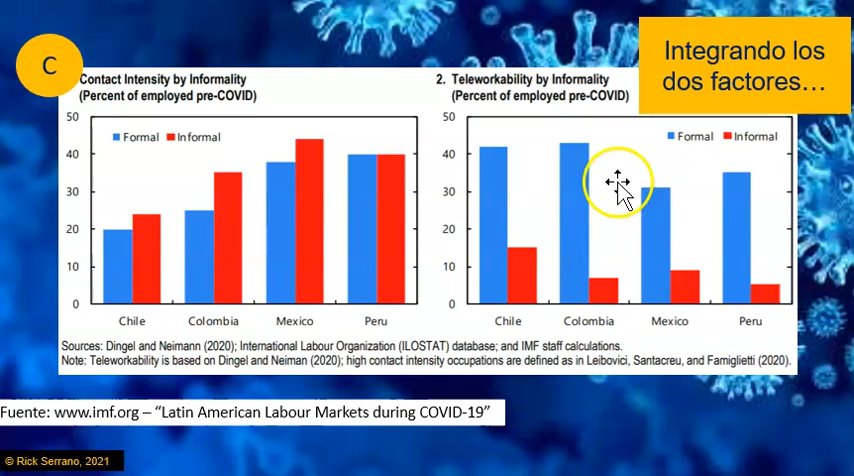 Integrando los
dos factores…
C
Contact Intensity by Informality
(Percent of employed pre-COVID)
50
40
30
20
10
0
Formal Informal
Chile Colombia Mexico Peru
2. Teleworkability by Informality
(Percent of employed pre-COVID)
50
40
30
20
10
0
Formal Informal
Chile Colombia Mexico Peru
Sources: Dingel and Neimann (2020); International Labour Organization (ILOSTAT) database; and IMF staff calculations.
Note: Teleworkability is based on Dingel and Neiman (2020); high contact intensity occupations are defined as in Leibovici, Santacreu, and Famiglietti (2020).
Fuente: www.imf.org – “Latin American Labour Markets during COVID-19”
© Rick Serrano, 2021